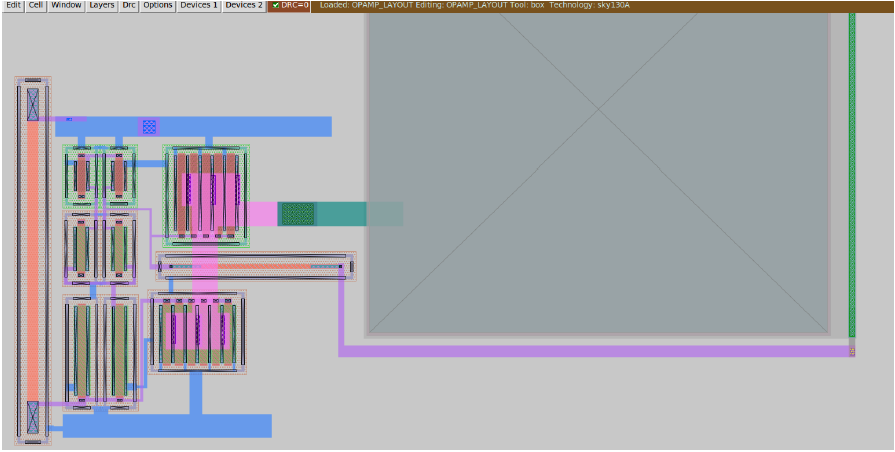 Edit Cell Window Layers Drc Options Devices 1 Devices 2 DRC=0 Loaded: OPAMP_LAYOUT Editing: OPAMP_LAYOUT Tool: box Technology: sky130A